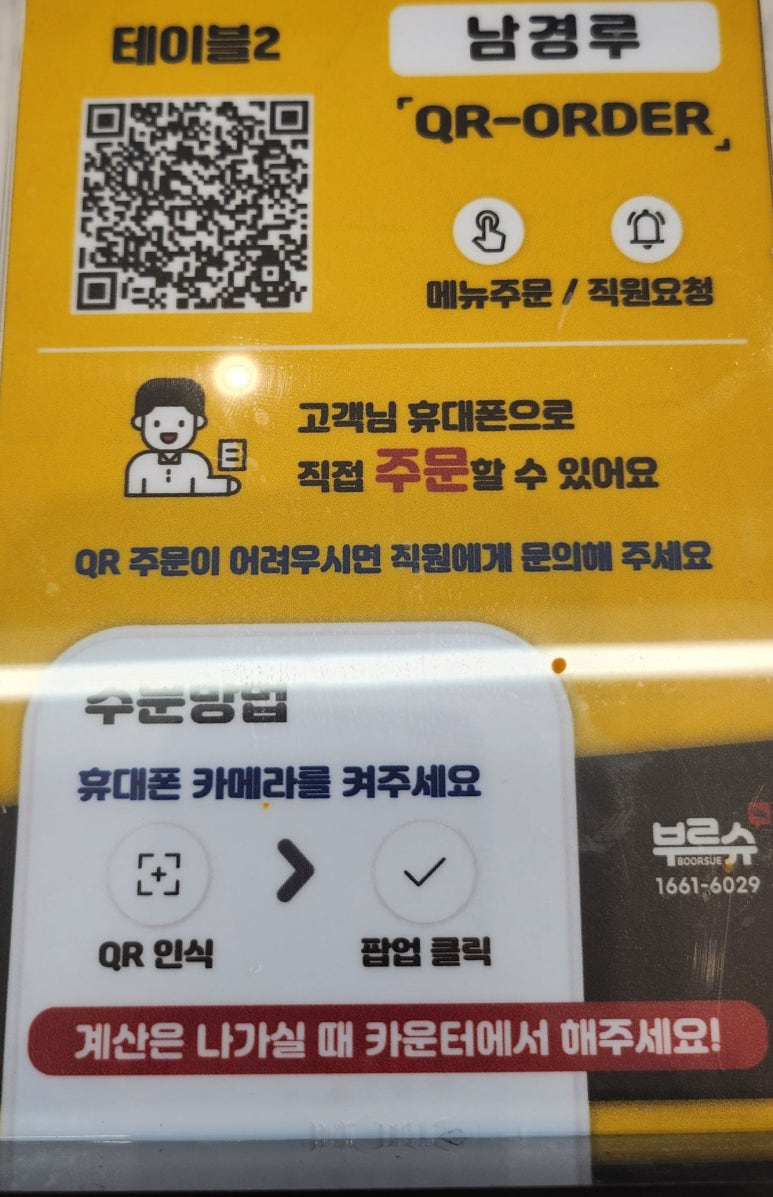 테이블2
남경루
QR-ORDER
메뉴주문 / 직원요청
고객님 휴대폰으로
직접 주문할 수 있어요
QR 주문이 어려우시면 직원에게 문의해 주세요
주문방법
휴대폰 카메라를 켜주세요
QR 인식
팝업 클릭
부르슈
BOORSUE
1661-6029
계산은 나가실 때 카운터에서 해주세요!